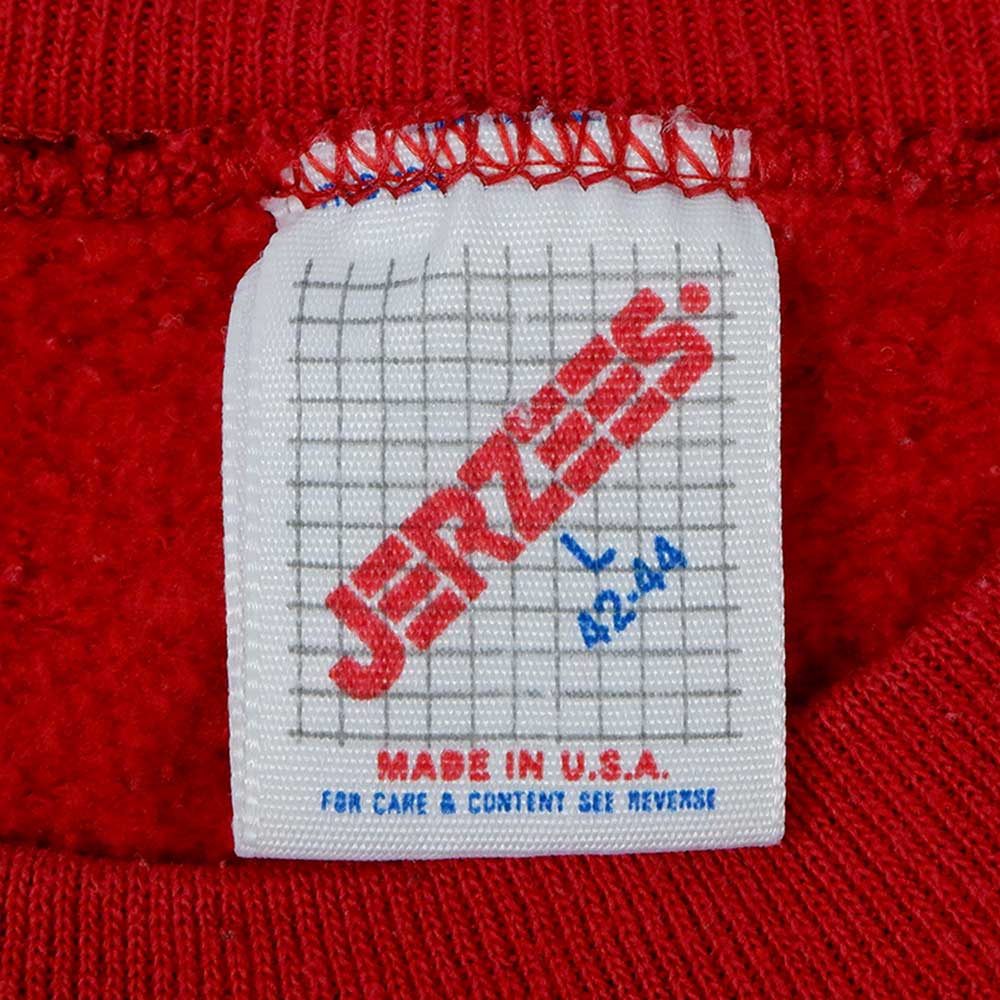 JERZEES.
L
42-44
MADE IN U.S.A.
FOR CARE & CONTENT SEE REVERSE